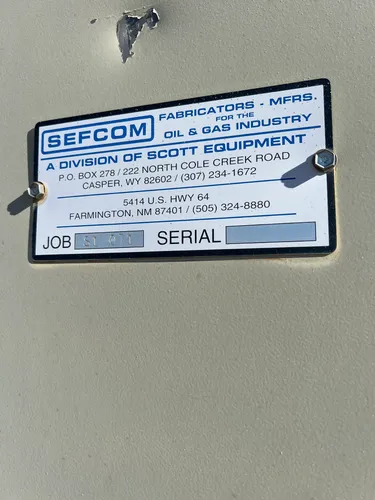 SEFCOM
FABRICATORS - MFRS.
FOR THE
OIL & GAS INDUSTRY
A DIVISION OF SCOTT EQUIPMENT
P.O. BOX 278 / 222 NORTH COLE CREEK ROAD
CASPER, WY 82602 / (307) 234-1672
5414 U.S. HWY 64
FARMINGTON, NM 87401 / (505) 324-8880
JOB SERIAL